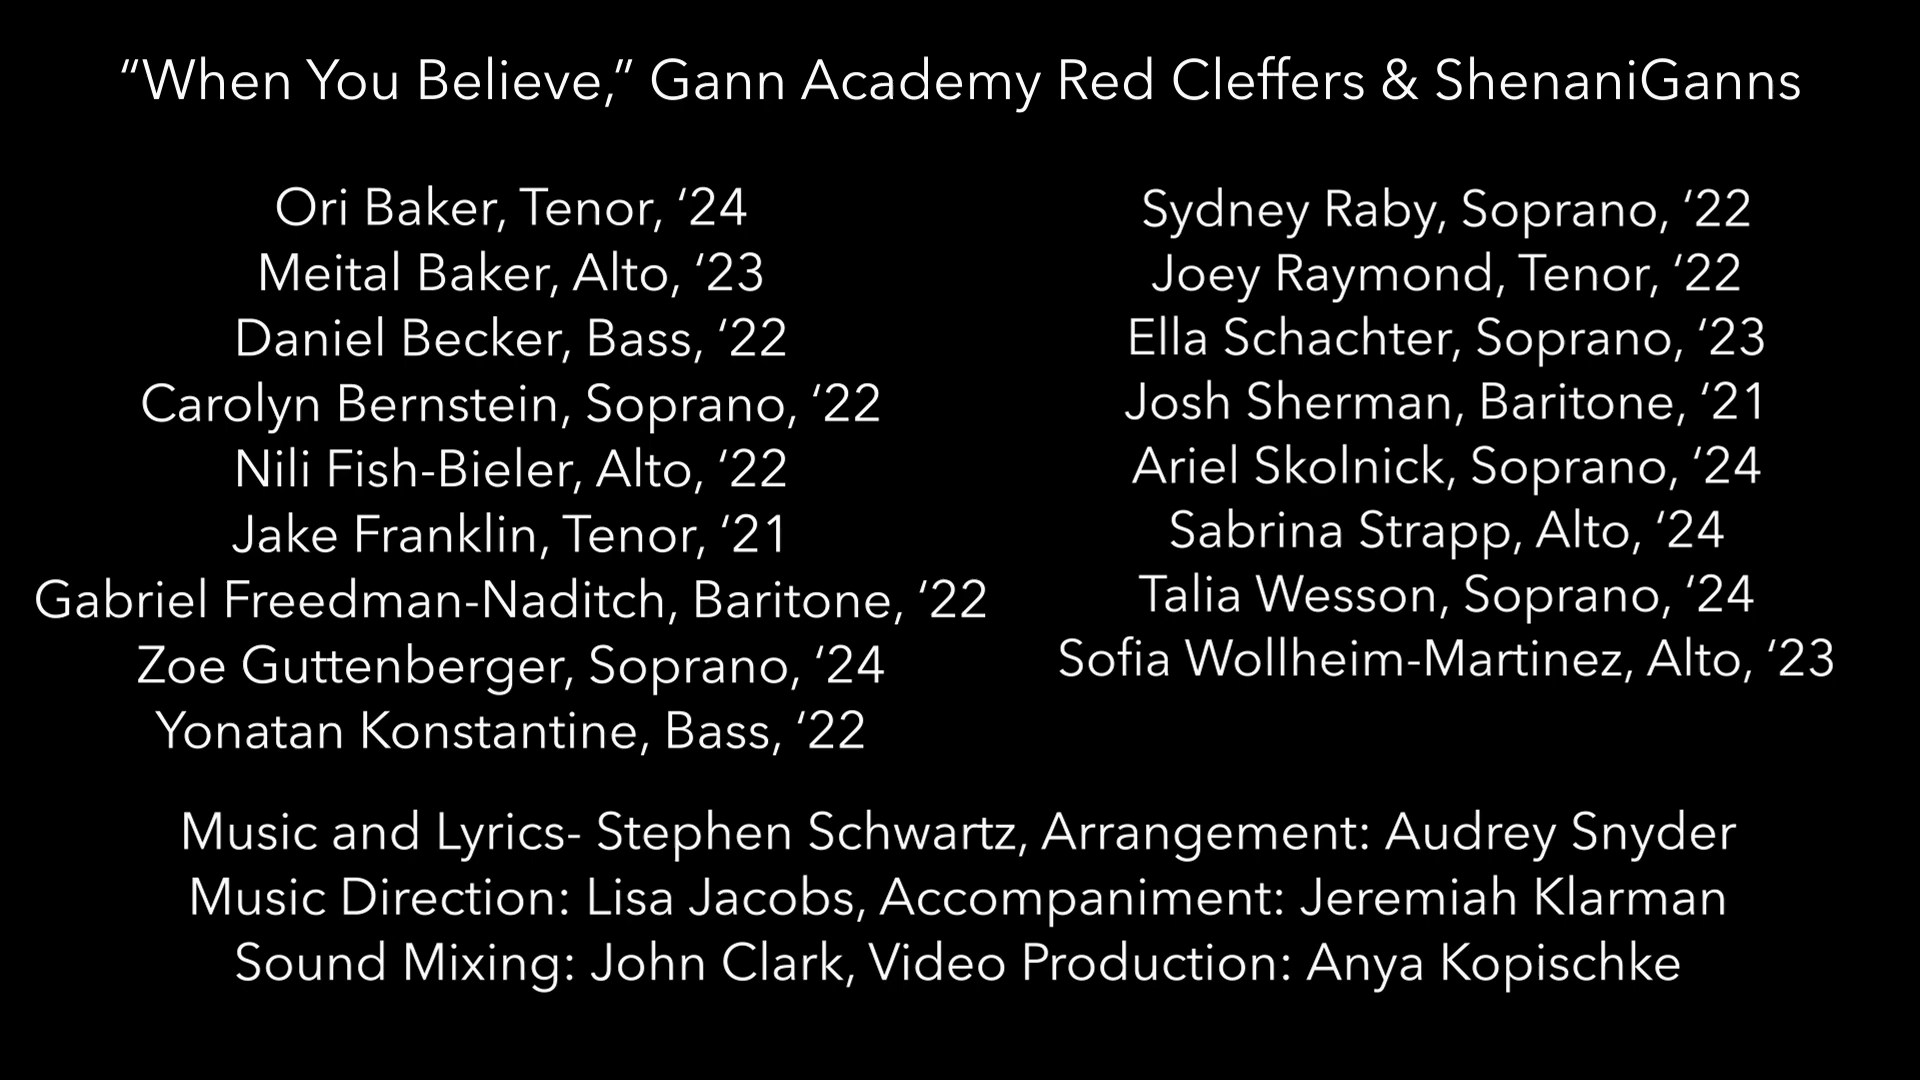 “When You Believe,” Gann Academy Red Cleffers & ShenaniGanns
Ori Baker, Tenor, ‘24
Meital Baker, Alto, ‘23
Daniel Becker, Bass, ‘22
Carolyn Bernstein, Soprano, ‘22
Nili Fish-Bieler, Alto, ‘22
Jake Franklin, Tenor, ‘21
Gabriel Freedman-Naditch, Baritone, ‘22
Zoe Guttenberger, Soprano, ‘24
Yonatan Konstantine, Bass, ‘22
Sydney Raby, Soprano, ‘22
Joey Raymond, Tenor, ‘22
Ella Schachter, Soprano, ‘23
Josh Sherman, Baritone, ‘21
Ariel Skolnick, Soprano, ‘24
Sabrina Strapp, Alto, ‘24
Talia Wesson, Soprano, ‘24
Sofia Wollheim-Martinez, Alto, ‘23
Music and Lyrics- Stephen Schwartz, Arrangement: Audrey Snyder
Music Direction: Lisa Jacobs, Accompaniment: Jeremiah Klarman
Sound Mixing: John Clark, Video Production: Anya Kopischke